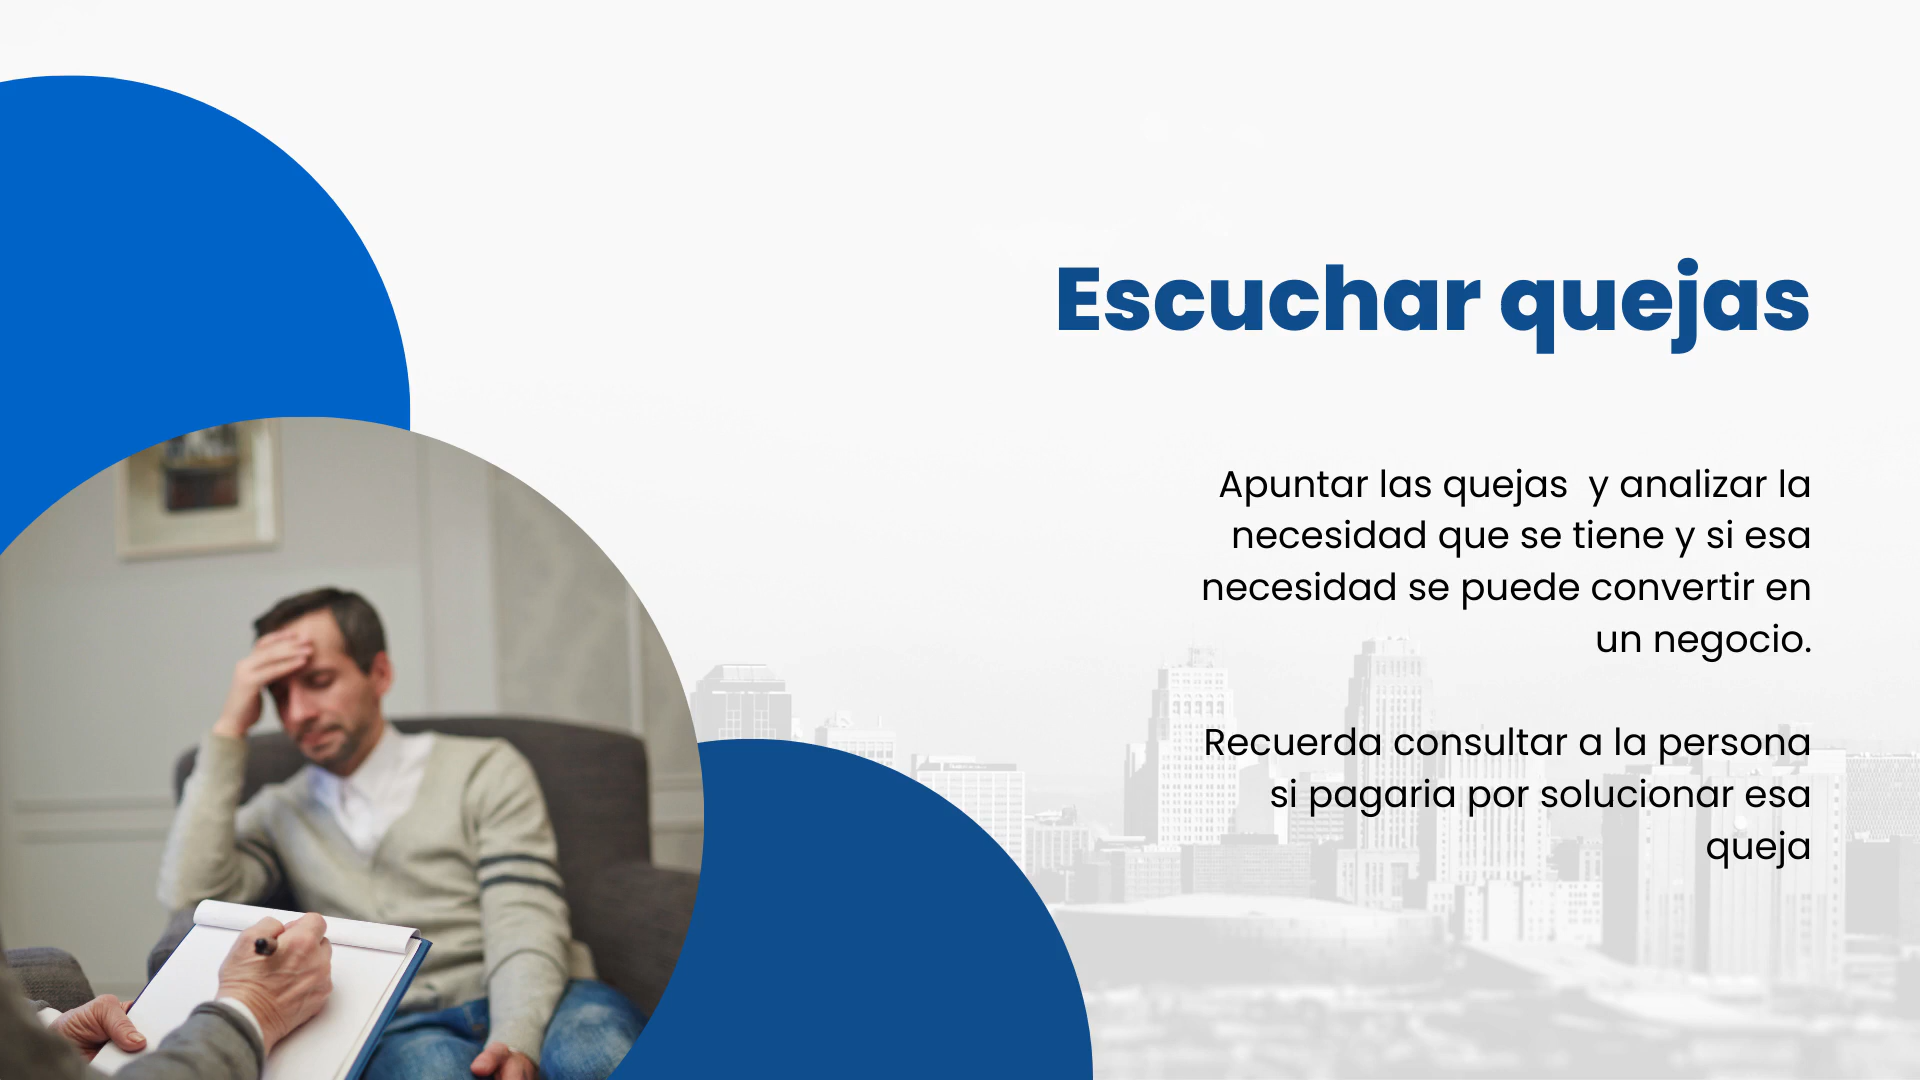 Escuchar quejas
Apuntar las quejas  y analizar la
necesidad que se tiene y si esa
necesidad se puede convertir en
un negocio.
Recuerda consultar a la persona
si pagaria por solucionar esa
queja